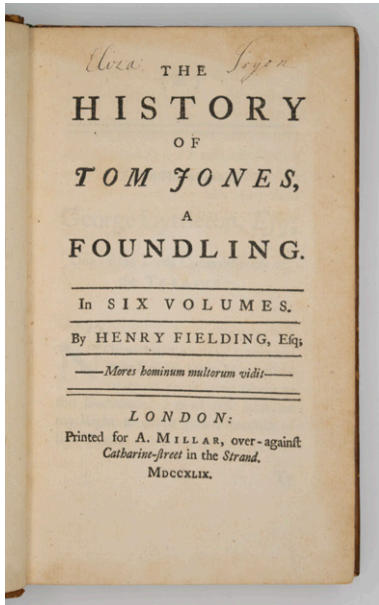 Eliza Tryon
THE
HISTORY
OF
TOM JONES,
A
FOUNDLING.
In SIX VOLUMES.
By HENRY FIELDING, Eſq;
——Mores hominum multorum vidit——
LONDON:
Printed for A. MILLAR, over-againſt
Catharine-ſtreet in the Strand.
MDCCXLIX.